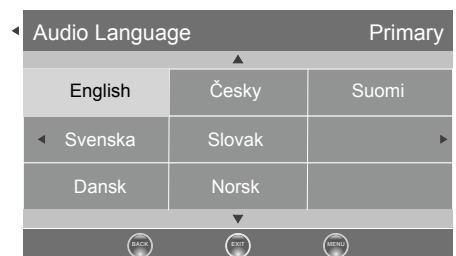 Audio Language Primary
English Česky Suomi
Svenska Slovak
Dansk Norsk
BACK EXIT MENU